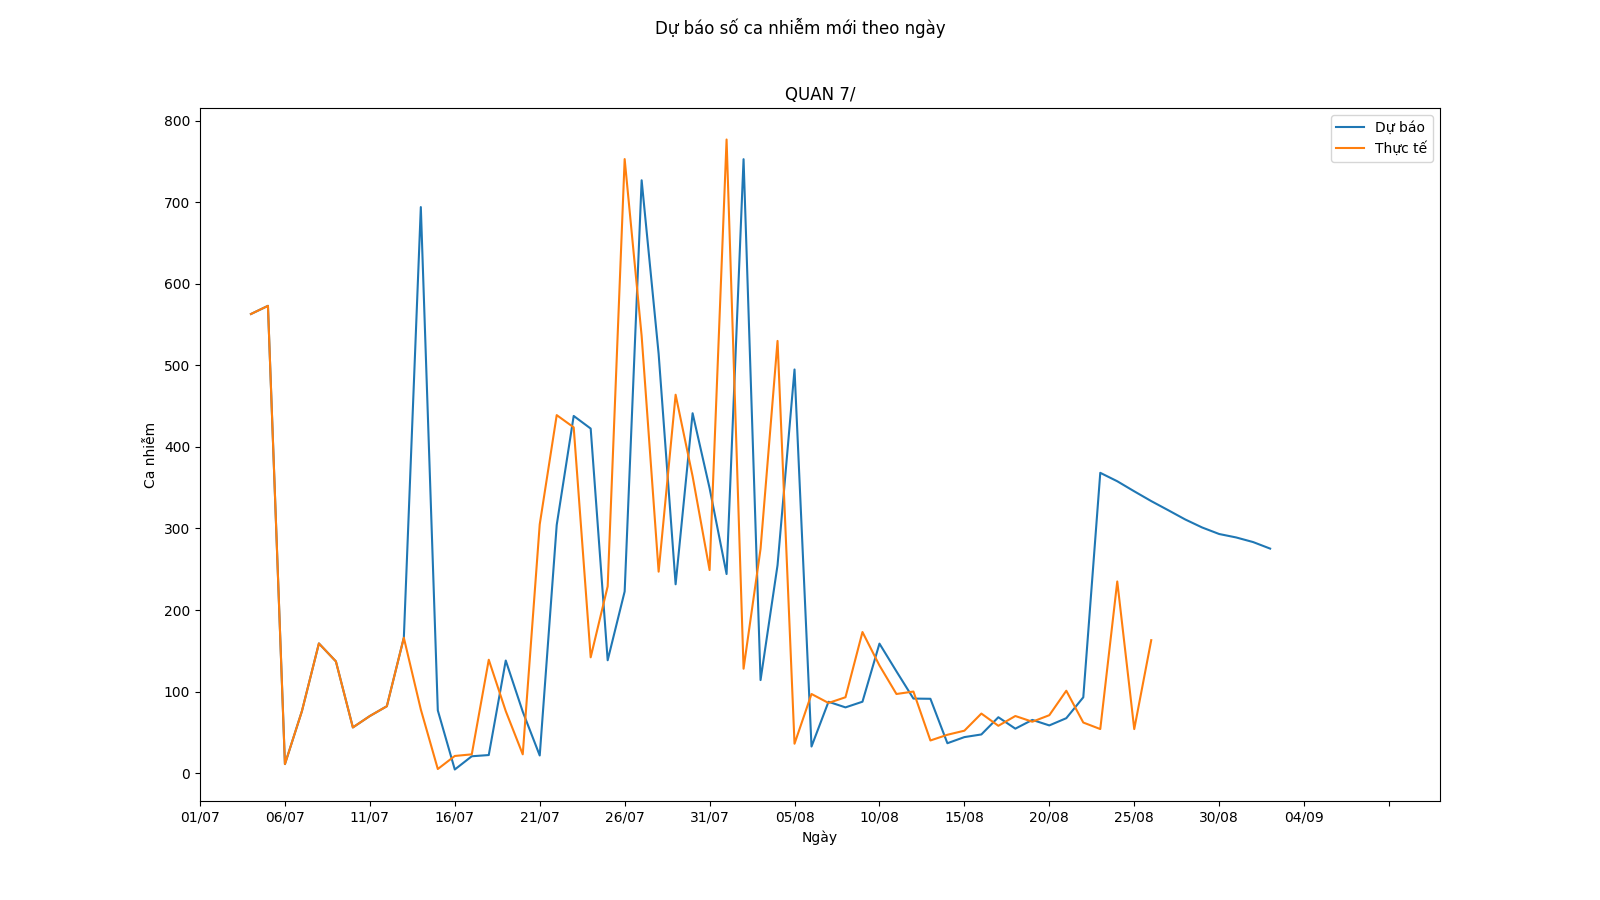 Dự báo số ca nhiễm mới theo ngày
QUAN 7/
Dự báo
Thực tế
Ca nhiễm
800
700
600
500
400
300
200
100
0
01/07 06/07 11/07 16/07 21/07 26/07 31/07 05/08 10/08 15/08 20/08 25/08 30/08 04/09
Ngày